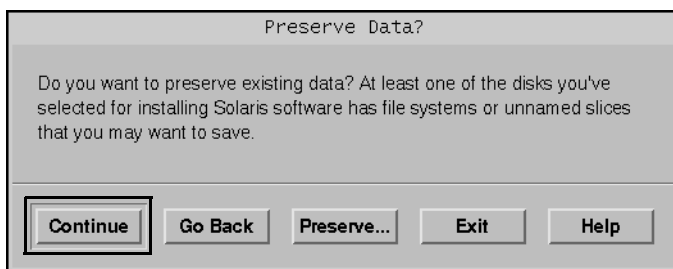 Preserve Data?
Do you want to preserve existing data? At least one of the disks you've
selected for installing Solaris software has file systems or unnamed slices
that you may want to save.
Continue Go Back Preserve... Exit Help